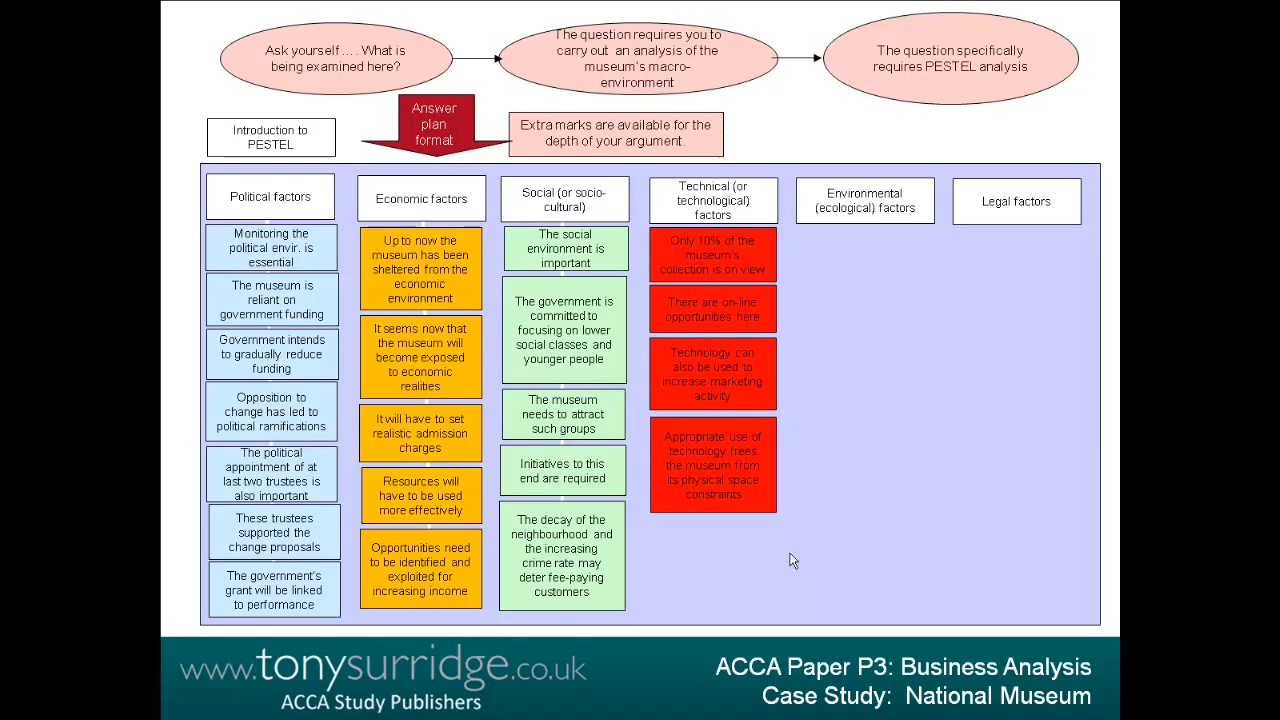 Ask yourself .... What is
being examined here?
The question requires you to
carry out an analysis of the
museum's macro-
environment
The question specifically
requires PESTEL analysis
Answer
plan
format
Introduction to
PESTEL
Extra marks are available for the
depth of your argument.
Political factors
Monitoring the
political envir. is
essential
The museum is
reliant on
government funding
Government intends
to gradually reduce
funding
Opposition to
change has led to
political ramifications
The political
appointment of at
last two trustees is
also important
These trustees
supported the
change proposals
The government's
grant will be linked
to performance
Economic factors
Up to now the
museum has been
sheltered from the
economic
environment
It seems now that
the museum will
become exposed
to economic
realities
It will have to set
realistic admission
charges
Resources will
have to be used
more effectively
Opportunities need
to be identified and
exploited for
increasing income
Social (or socio-
cultural)
The social
environment is
important
The government is
committed to
focusing on lower
social classes and
younger people
The museum
needs to attract
such groups
Initiatives to this
end are required
The decay of the
neighbourhood and
the increasing
crime rate may
deter fee-paying
customers
Technical (or
technological)
factors
Only 10% of the
museum's
collection is on view
There are on-line
opportunities here
Technology can
also be used to
increase marketing
activity
Appropriate use of
technology frees
the museum from
its physical space
constraints
Environmental
(ecological) factors
Legal factors
www.tonysurridge.co.uk
ACCA Study Publishers
ACCA Paper P3: Business Analysis
Case Study: National Museum